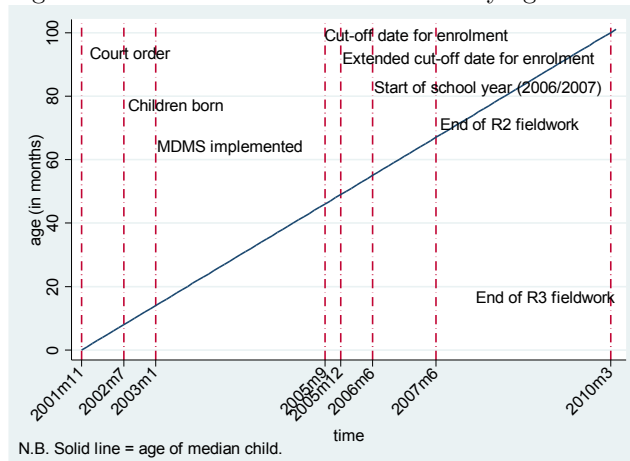 100
80
60
40
20
0
age (in months)
Court order
Children born
MDMS implemented
Cut-off date for enrolment
Extended cut-off date for enrolment
Start of school year (2006/2007)
End of R2 fieldwork
End of R3 fieldwork
2001m11
2002m7
2003m1
2005m9
2005m12
2006m6
2007m6
2010m3
time
N.B. Solid line = age of median child.